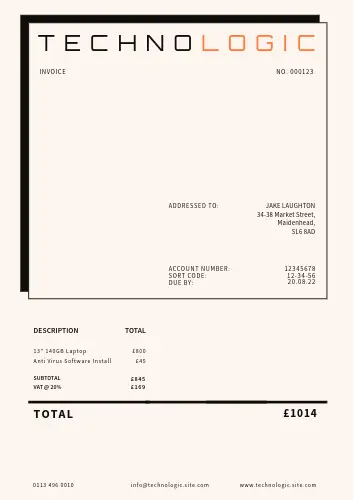 TECHNOLOGIC
INVOICE NO. 000123
ADDRESSED TO: JAKE LAUGHTON
34-38 Market Street,
Maidenhead,
SL6 8AD
ACCOUNT NUMBER: 12345678
SORT CODE: 12-34-56
DUE BY: 20.08.22
DESCRIPTION TOTAL
13" 140GB Laptop £800
Anti Virus Software Install £45
SUBTOTAL £845
VAT @ 20% £169
TOTAL £1014
0113 496 0010 info@technologic.site.com www.technologic.site.com